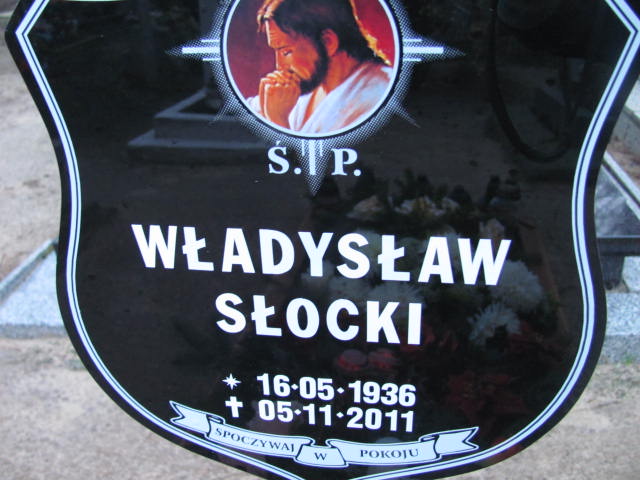 Ś. P.
WŁADYSŁAW
SŁOCKI
* 16·05·1936
✝ 05·11·2011
SPOCZYWAJ W POKOJU